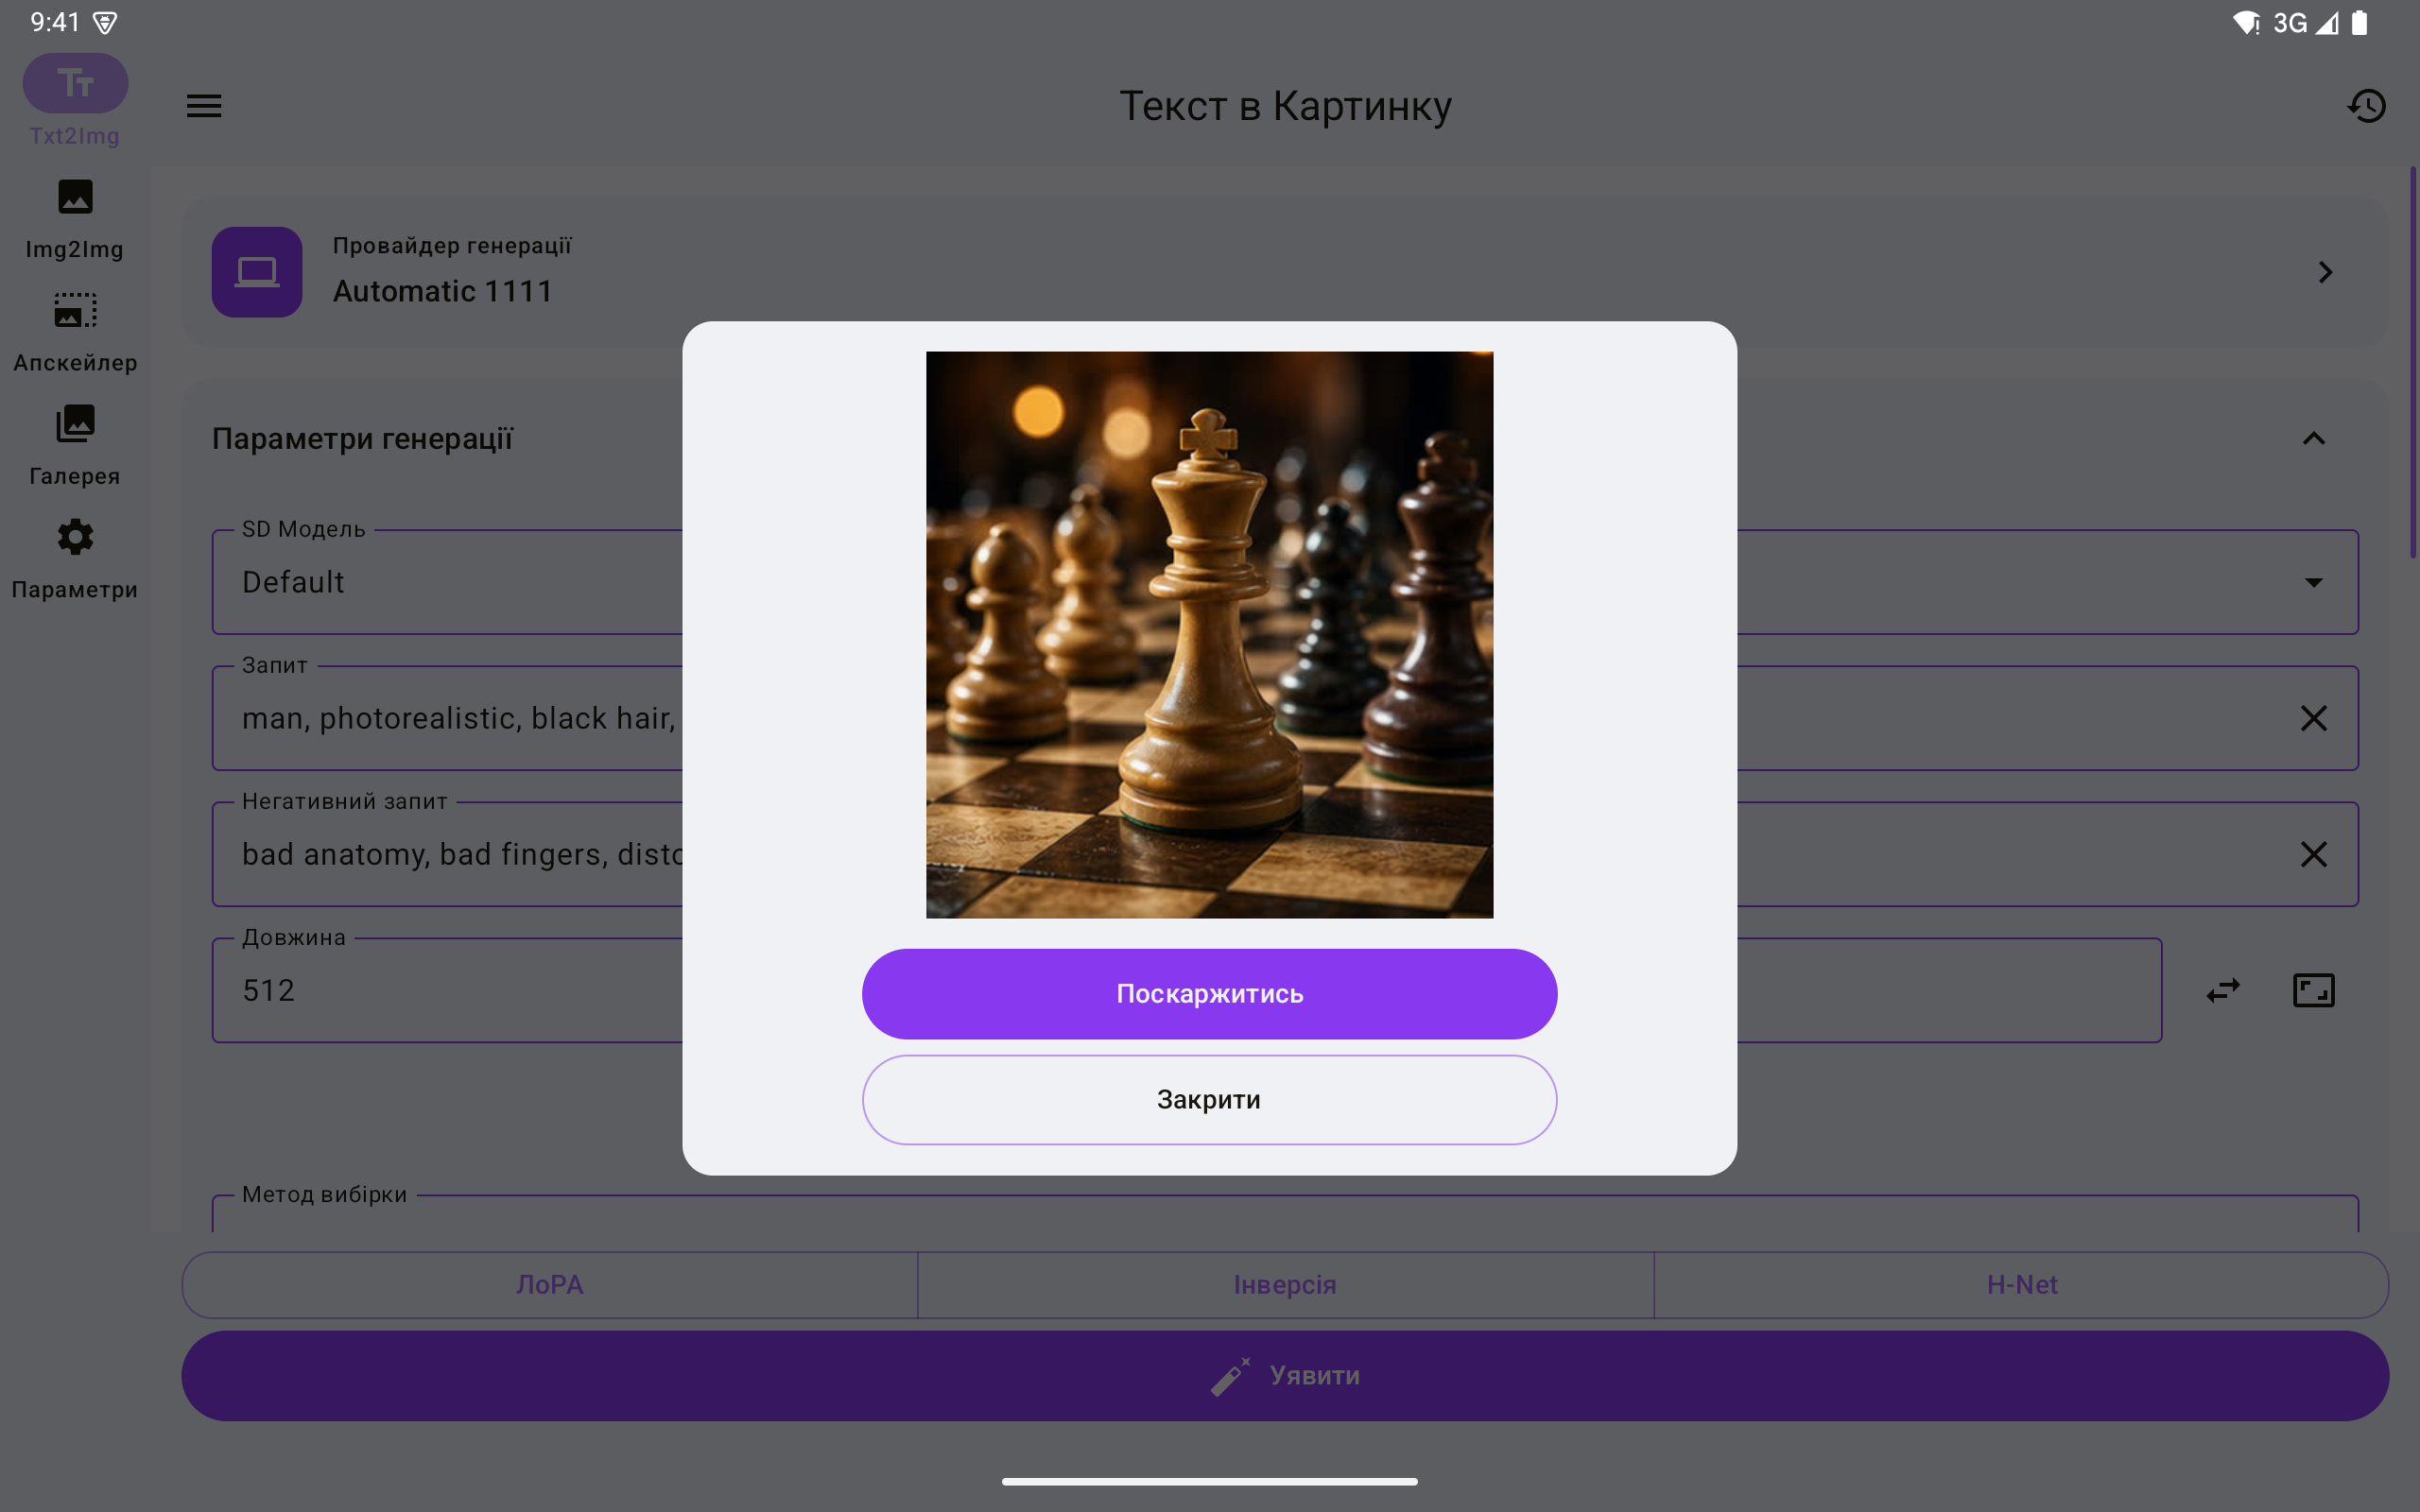 9:41
3G
Txt2Img
Img2Img
Апскейлер
Галерея
Параметри
Текст в Картинку
Провайдер генерації
Automatic 1111
Параметри генерації
SD Модель
Default
Запит
man, photorealistic, black hair,
Негативний запит
bad anatomy, bad fingers, disto
Довжина
512
Поскаржитись
Закрити
Метод вибірки
ЛоРА
Інверсія
H-Net
Уявити